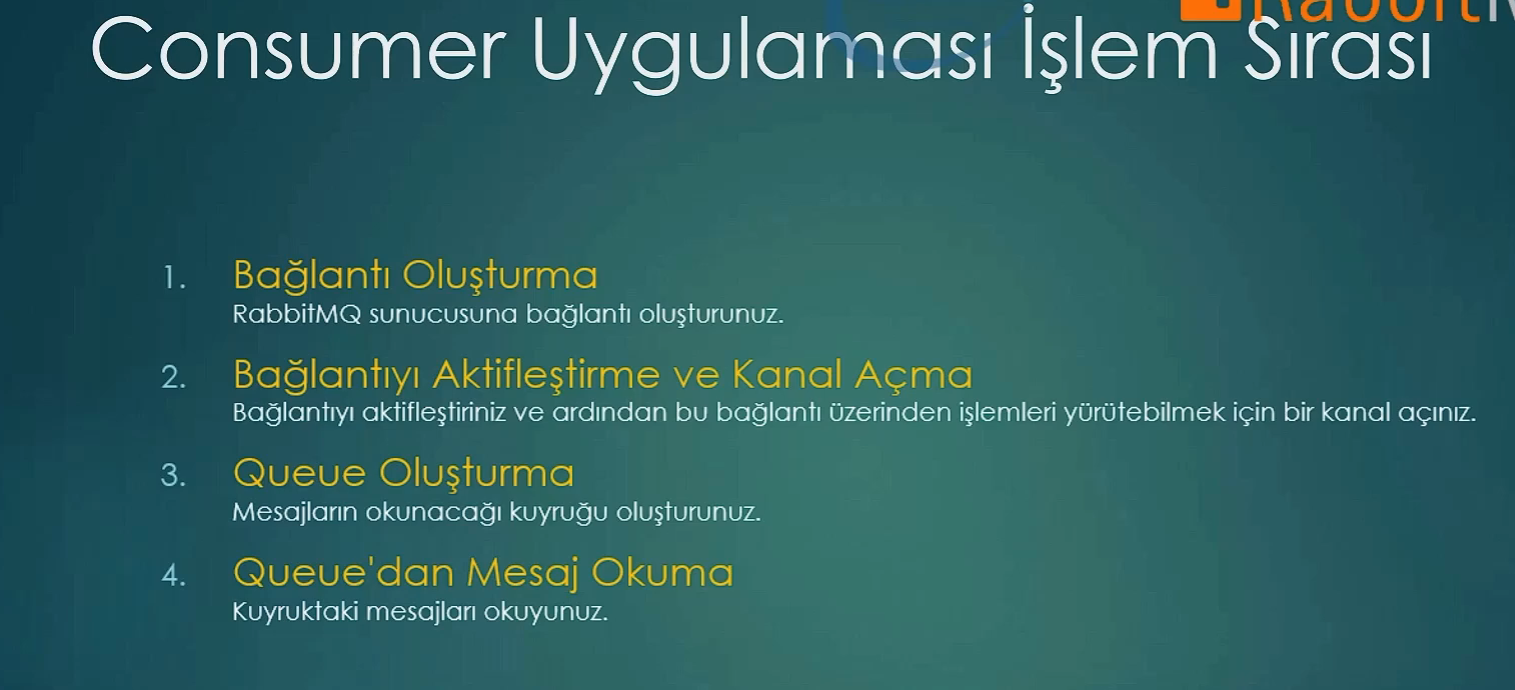 Consumer Uygulaması İşlem Sırası
1. Bağlantı Oluşturma
RabbitMQ sunucusuna bağlantı oluşturunuz.
2. Bağlantıyı Aktifleştirme ve Kanal Açma
Bağlantıyı aktifleştiriniz ve ardından bu bağlantı üzerinden işlemleri yürütebilmek için bir kanal açınız.
3. Queue Oluşturma
Mesajların okunacağı kuyruğu oluşturunuz.
4. Queue'dan Mesaj Okuma
Kuyruktaki mesajları okuyunuz.